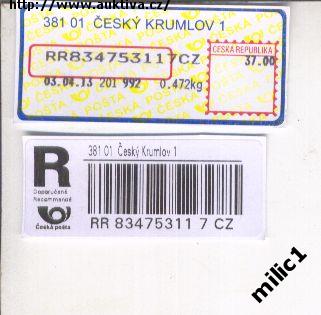 http://www.auktiva.cz/
381 01 ČESKÝ KRUMLOV 1
ČESKÁ REPUBLIKA
RR834753117CZ
37.00
03.04.13 201 992 0.472kg
R
381 01 Český Krumlov 1
Doporučeně
Recommandé
Česká pošta
RR 83475311 7 CZ
milic1